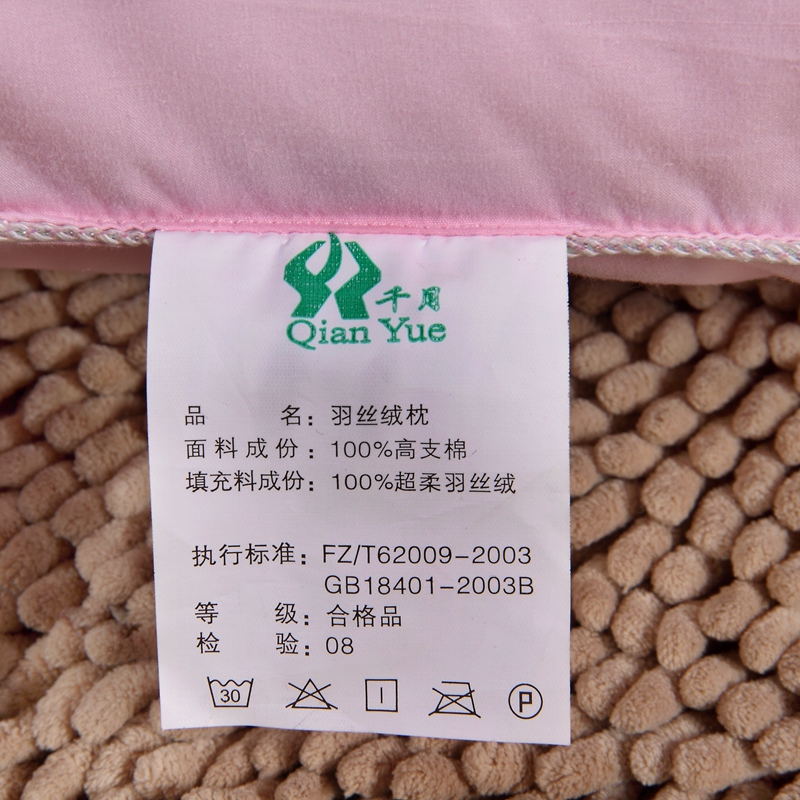 千月
Qian Yue
品 名：羽丝绒枕
面料成份：100%高支棉
填充料成份：100%超柔羽丝绒
执行标准：FZ/T62009-2003
GB18401-2003B
等 级：合格品
检 验：08
30
P